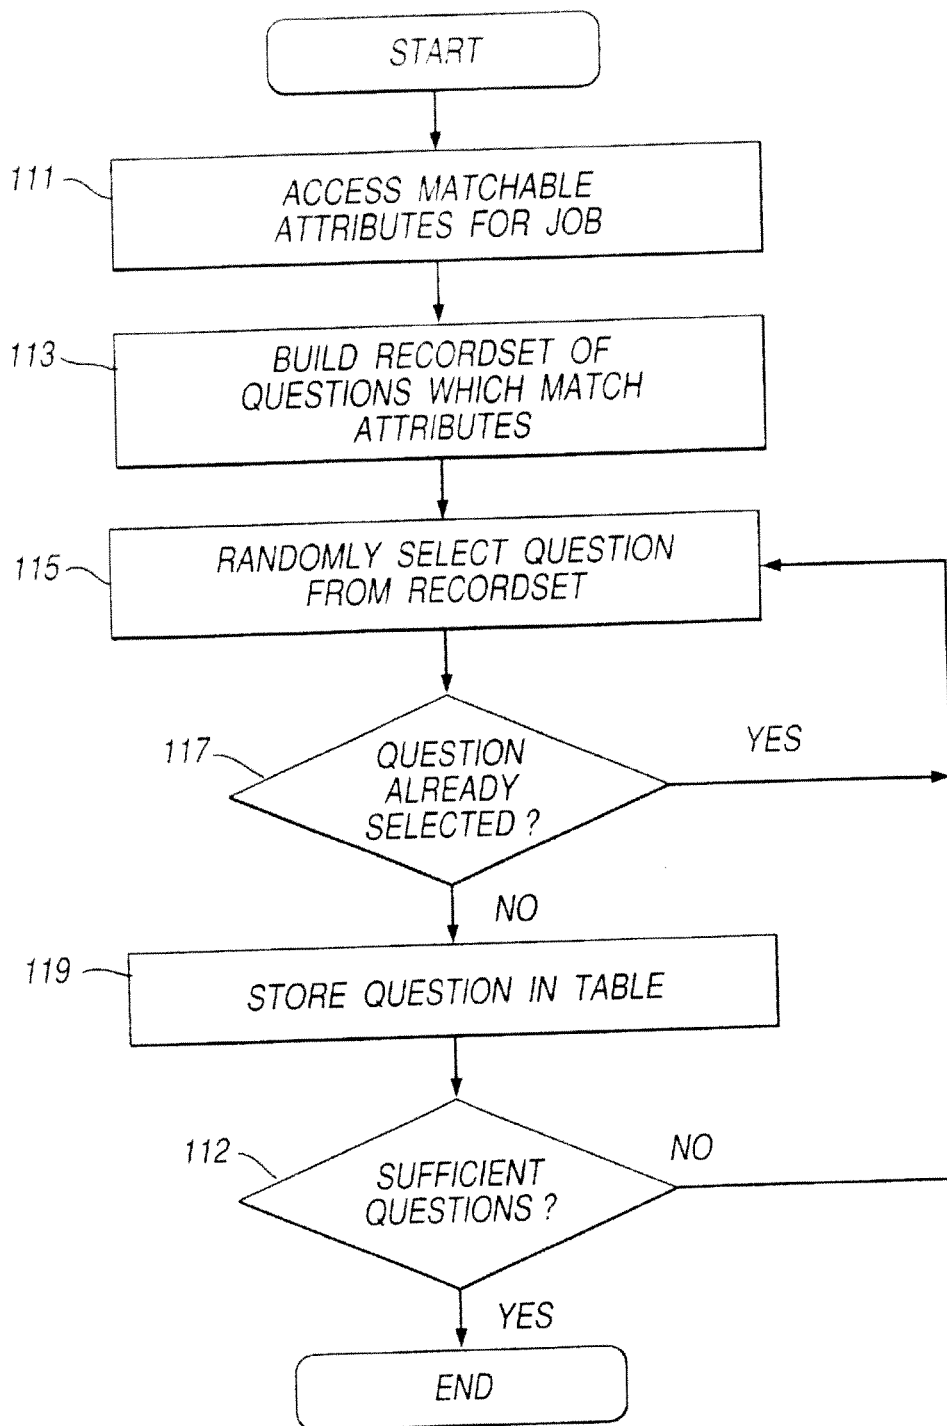 START
111
ACCESS MATCHABLE
ATTRIBUTES FOR JOB
113
BUILD RECORDSET OF
QUESTIONS WHICH MATCH
ATTRIBUTES
115
RANDOMLY SELECT QUESTION
FROM RECORDSET
117
QUESTION
ALREADY
SELECTED ?
YES
NO
119
STORE QUESTION IN TABLE
112
SUFFICIENT
QUESTIONS ?
NO
YES
END